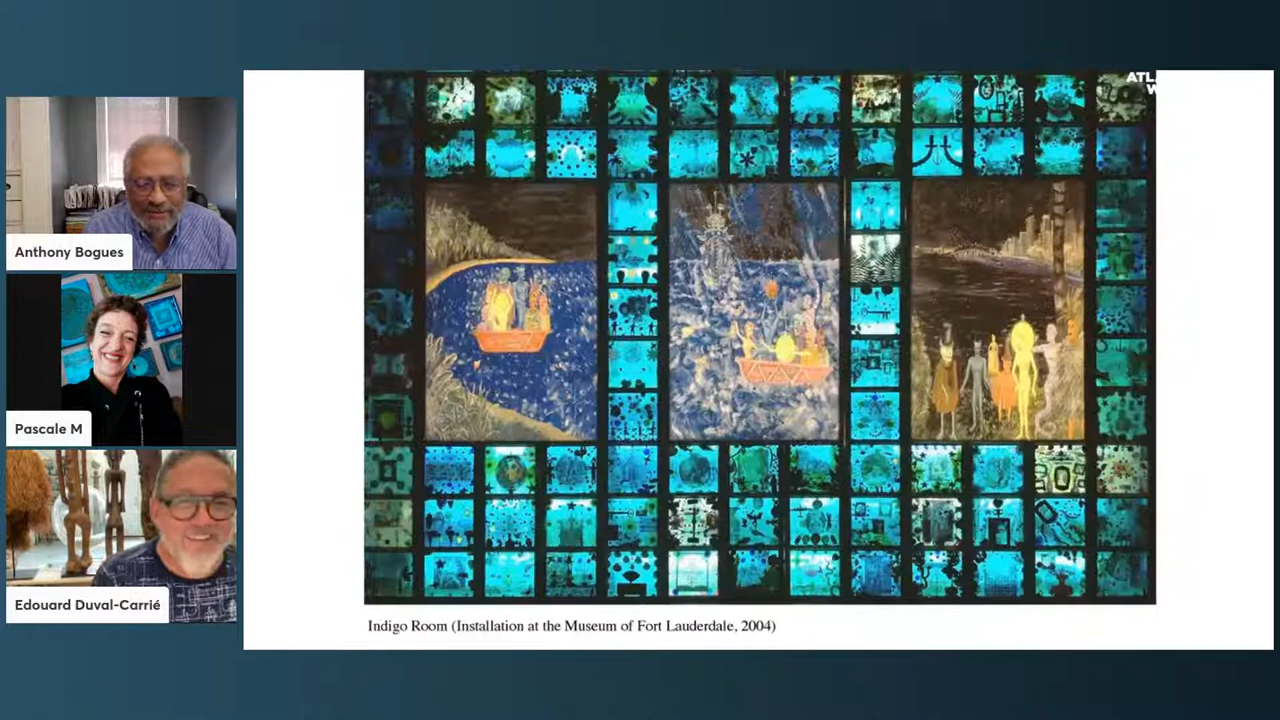 Anthony Bogues
Pascale M
Edouard Duval-Carrié
Indigo Room (Installation at the Museum of Fort Lauderdale, 2004)